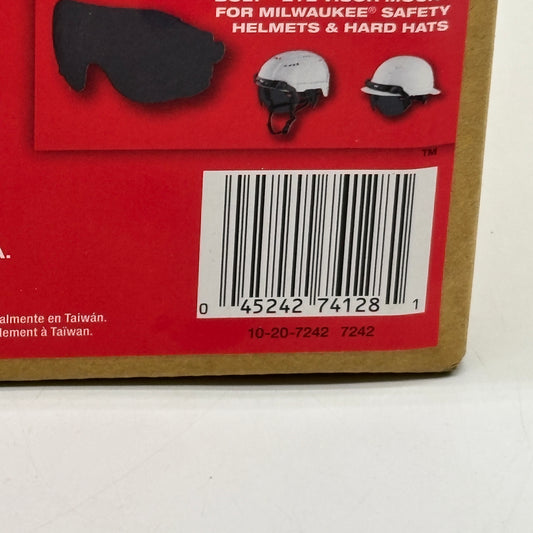 FOR MILWAUKEE® SAFETY
HELMETS & HARD HATS
™
A.
almente en Taiwán.
lement à Taïwan.
0 45242 74128 1
10-20-7242 7242